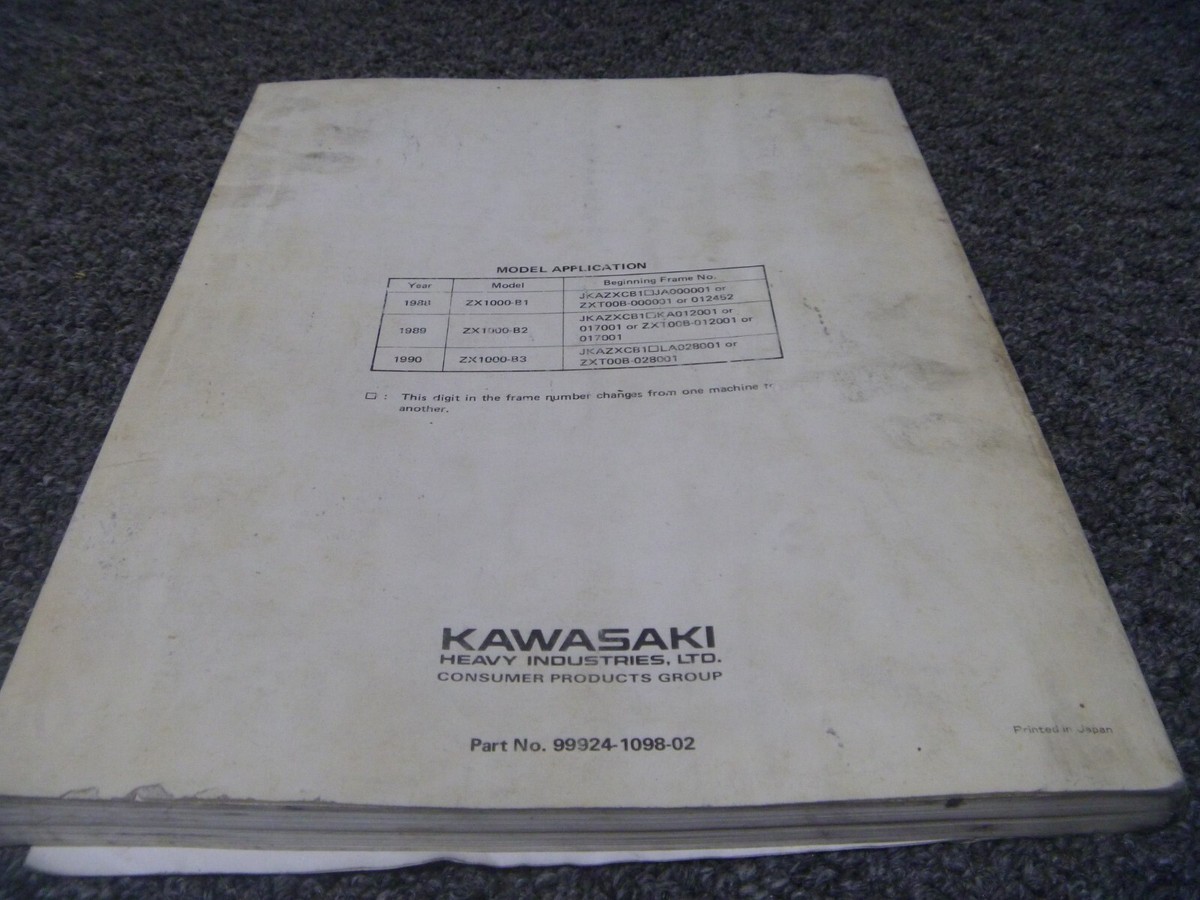 MODEL APPLICATION
Year Model Beginning Frame No.
1988 ZX1000-B1 JKAZXCB1□JA000001 or
ZXT00B-000001 or 012452
1989 ZX1000-B2 JKAZXCB1□KA012001 or
017001 or ZXT00B-012001 or
017001
1990 ZX1000-B3 JKAZXCB1□LA028001 or
ZXT00B-028001
□ : This digit in the frame number changes from one machine
another.
KAWASAKI
HEAVY INDUSTRIES, LTD.
CONSUMER PRODUCTS GROUP
Part No. 99924-1098-02
Printed in Japan